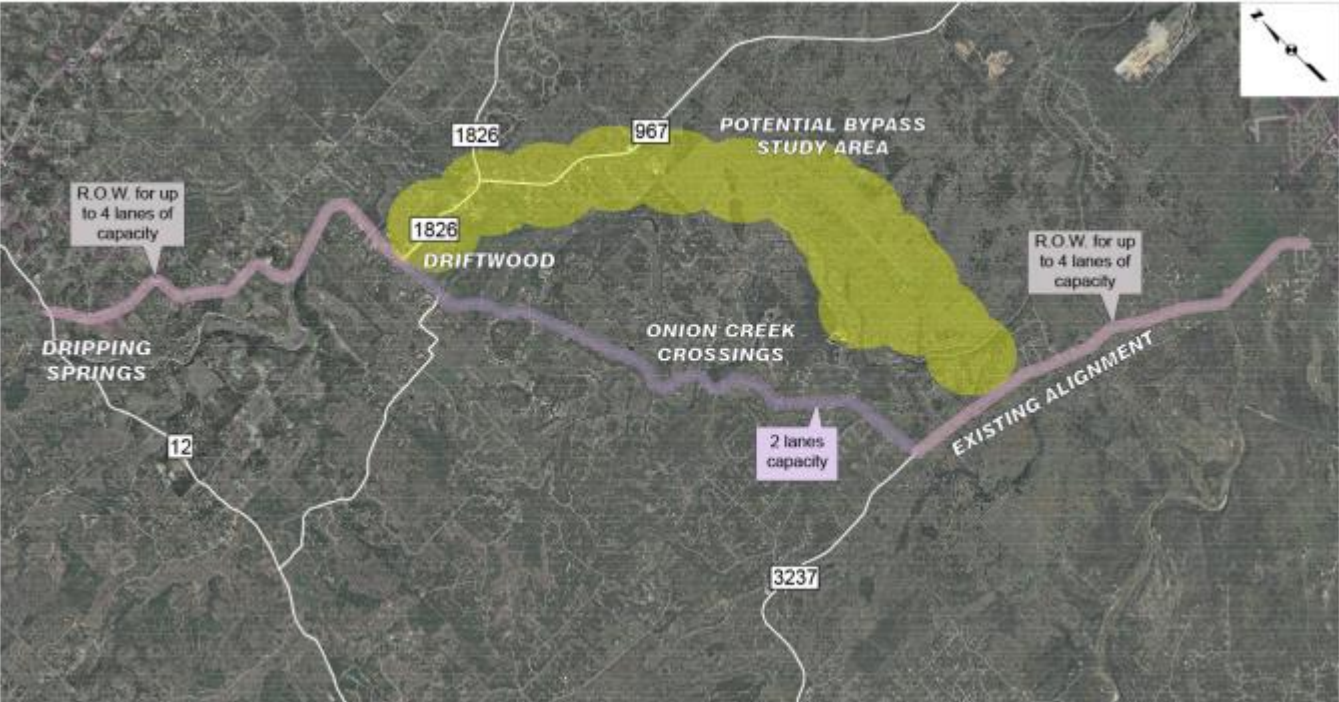 1826
967
POTENTIAL BYPASS
STUDY AREA
R.O.W. for up
to 4 lanes of
capacity
1826
DRIFTWOOD
R.O.W. for up
to 4 lanes of
capacity
ONION CREEK
CROSSINGS
DRIPPING
SPRINGS
EXISTING ALIGNMENT
12
2 lanes
capacity
3237